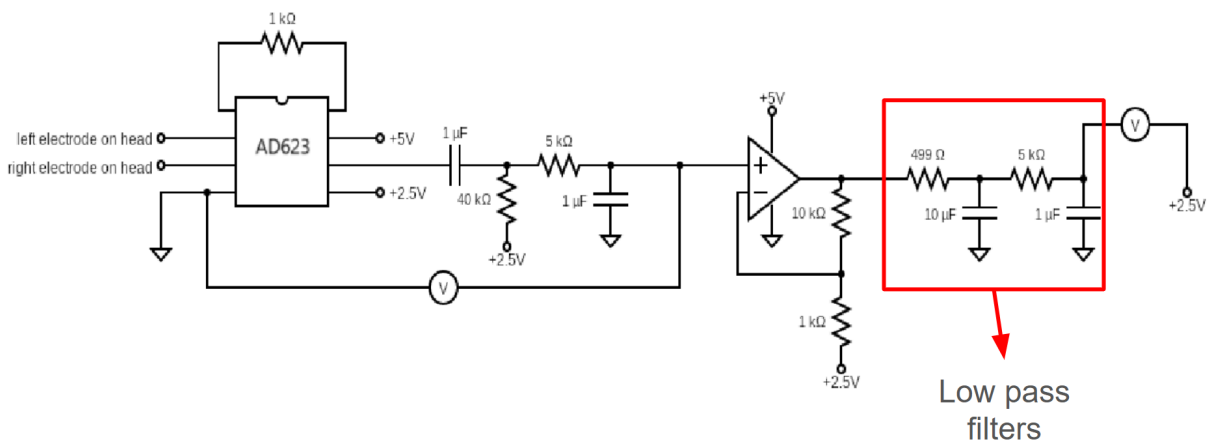 1 kΩ
left electrode on head
right electrode on head
AD623
+5V
+2.5V
1 µF
5 kΩ
40 kΩ
1 µF
+2.5V
V
+5V
+
−
10 kΩ
1 kΩ
+2.5V
499 Ω
5 kΩ
10 µF
1 µF
V
+2.5V
Low pass
filters